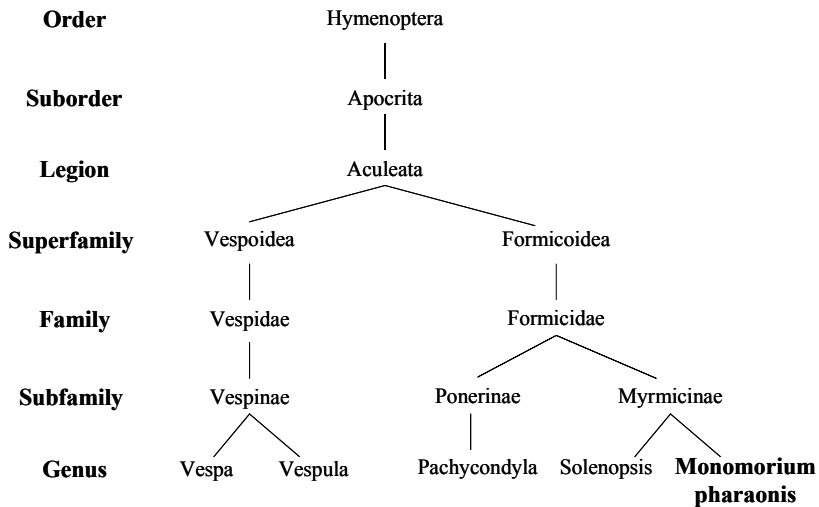 Order Hymenoptera
Suborder Apocrita
Legion Aculeata
Superfamily Vespoidea Formicoidea
Family Vespidae Formicidae
Subfamily Vespinae Ponerinae Myrmicinae
Genus Vespa Vespula Pachycondyla Solenopsis Monomorium
pharaonis